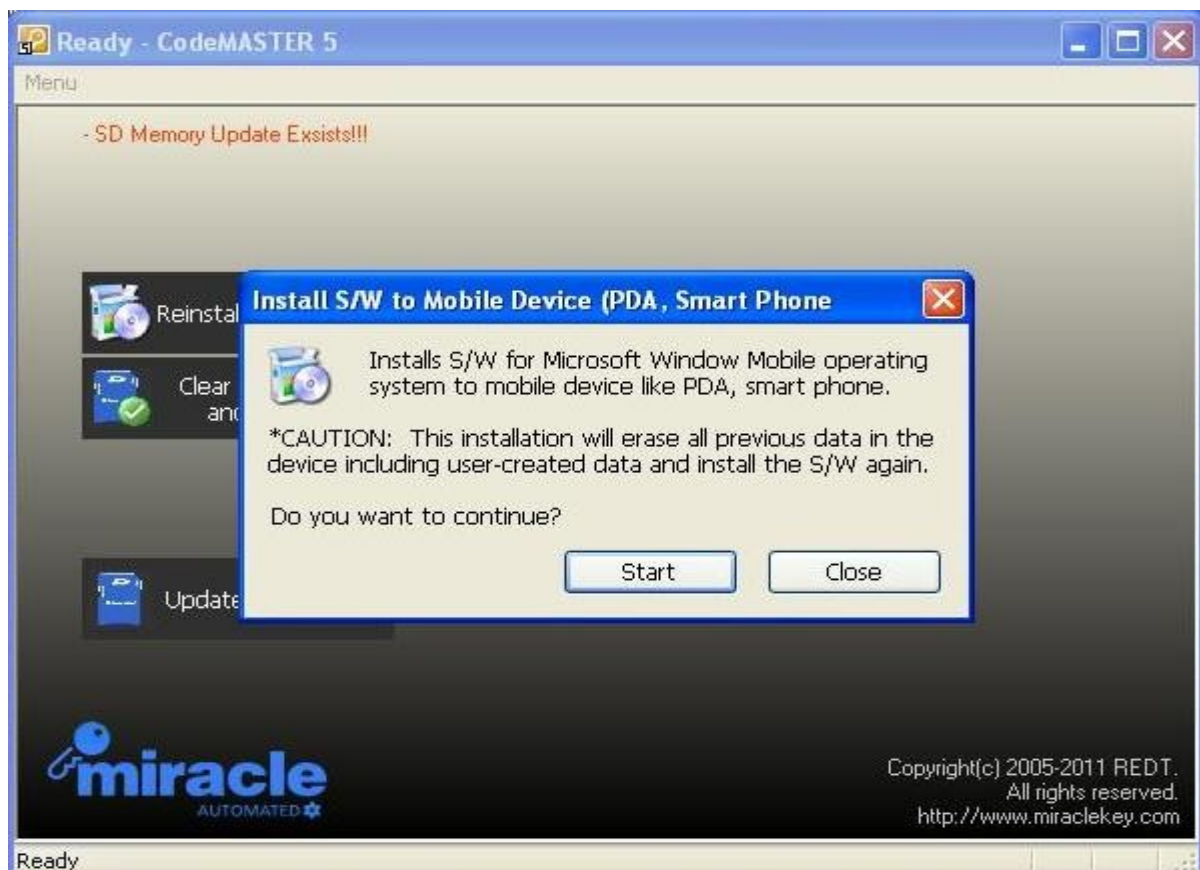 Ready - CodeMASTER 5
Menu
- SD Memory Update Exsists!!!
Reinstal
Clear
and
Update
Install S/W to Mobile Device (PDA, Smart Phone
Installs S/W for Microsoft Window Mobile operating
system to mobile device like PDA, smart phone.
*CAUTION: This installation will erase all previous data in the
device including user-created data and install the S/W again.
Do you want to continue?
Start
Close
miracle
AUTOMATED
Copyright(c) 2005-2011 REDT.
All rights reserved.
http://www.miraclekey.com
Ready